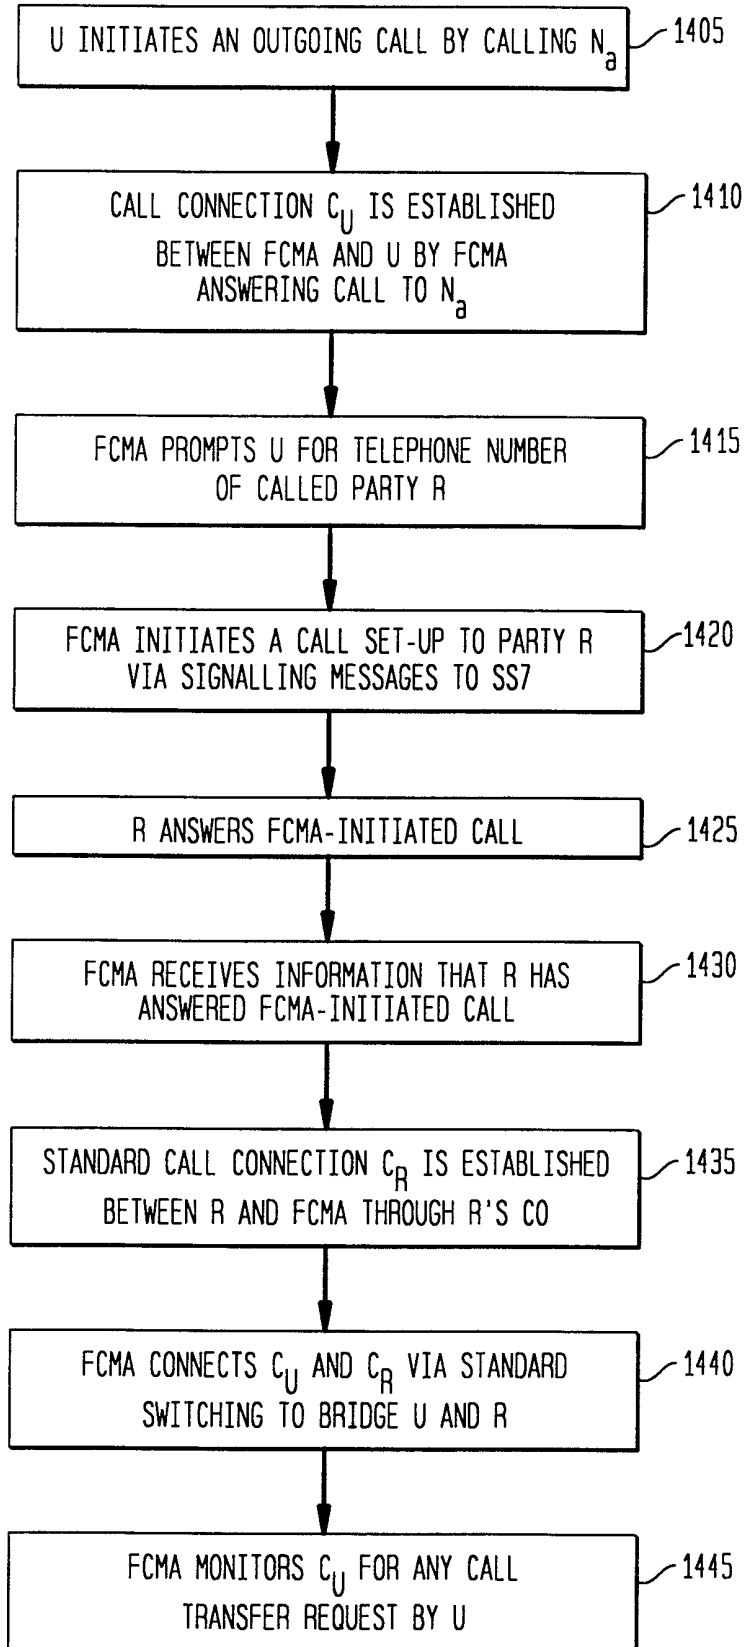 U INITIATES AN OUTGOING CALL BY CALLING Na
1405
CALL CONNECTION CU IS ESTABLISHED
BETWEEN FCMA AND U BY FCMA
ANSWERING CALL TO Na
1410
FCMA PROMPTS U FOR TELEPHONE NUMBER
OF CALLED PARTY R
1415
FCMA INITIATES A CALL SET-UP TO PARTY R
VIA SIGNALLING MESSAGES TO SS7
1420
R ANSWERS FCMA-INITIATED CALL
1425
FCMA RECEIVES INFORMATION THAT R HAS
ANSWERED FCMA-INITIATED CALL
1430
STANDARD CALL CONNECTION CR IS ESTABLISHED
BETWEEN R AND FCMA THROUGH R'S CO
1435
FCMA CONNECTS CU AND CR VIA STANDARD
SWITCHING TO BRIDGE U AND R
1440
FCMA MONITORS CU FOR ANY CALL
TRANSFER REQUEST BY U
1445